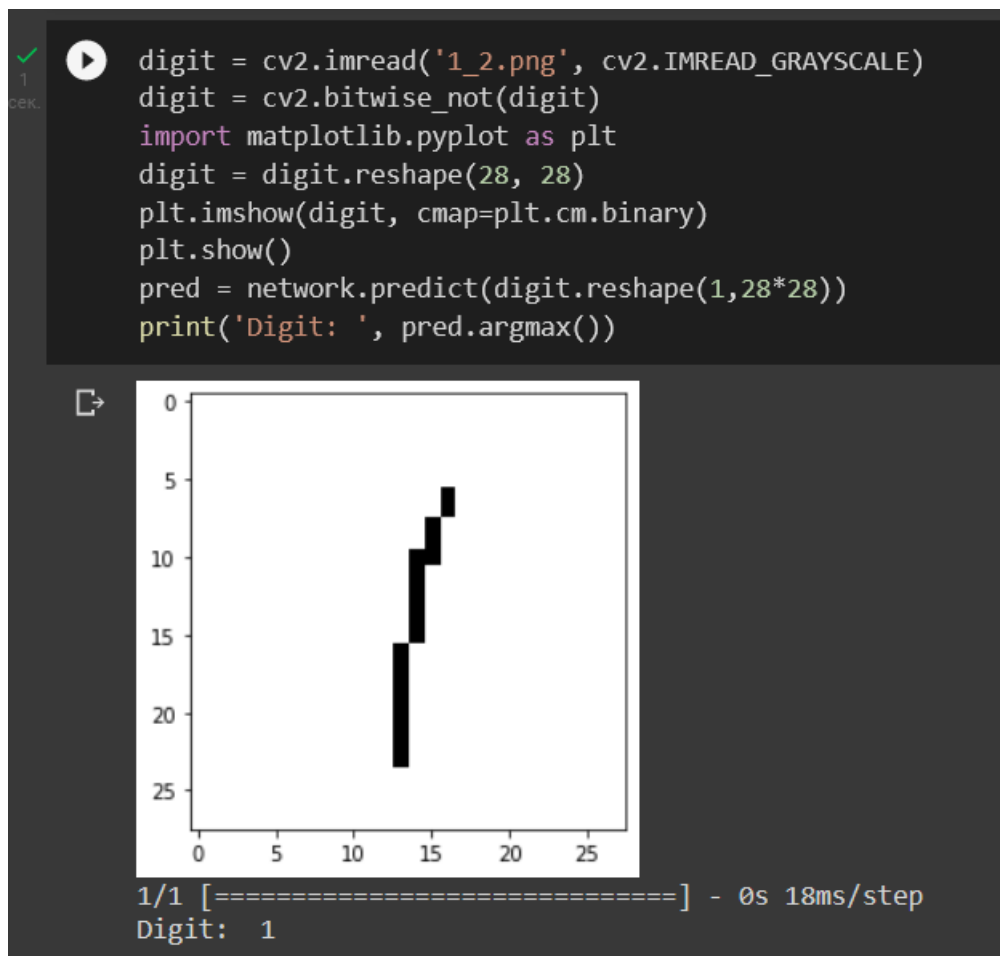 digit = cv2.imread('1_2.png', cv2.IMREAD_GRAYSCALE)
1
сек.
digit = cv2.bitwise_not(digit)
import matplotlib.pyplot as plt
digit = digit.reshape(28, 28)
plt.imshow(digit, cmap=plt.cm.binary)
plt.show()
pred = network.predict(digit.reshape(1,28*28))
print('Digit: ', pred.argmax())
0
5
10
15
20
25
0 5 10 15 20 25
1/1 [==============================] - 0s 18ms/step
Digit:  1